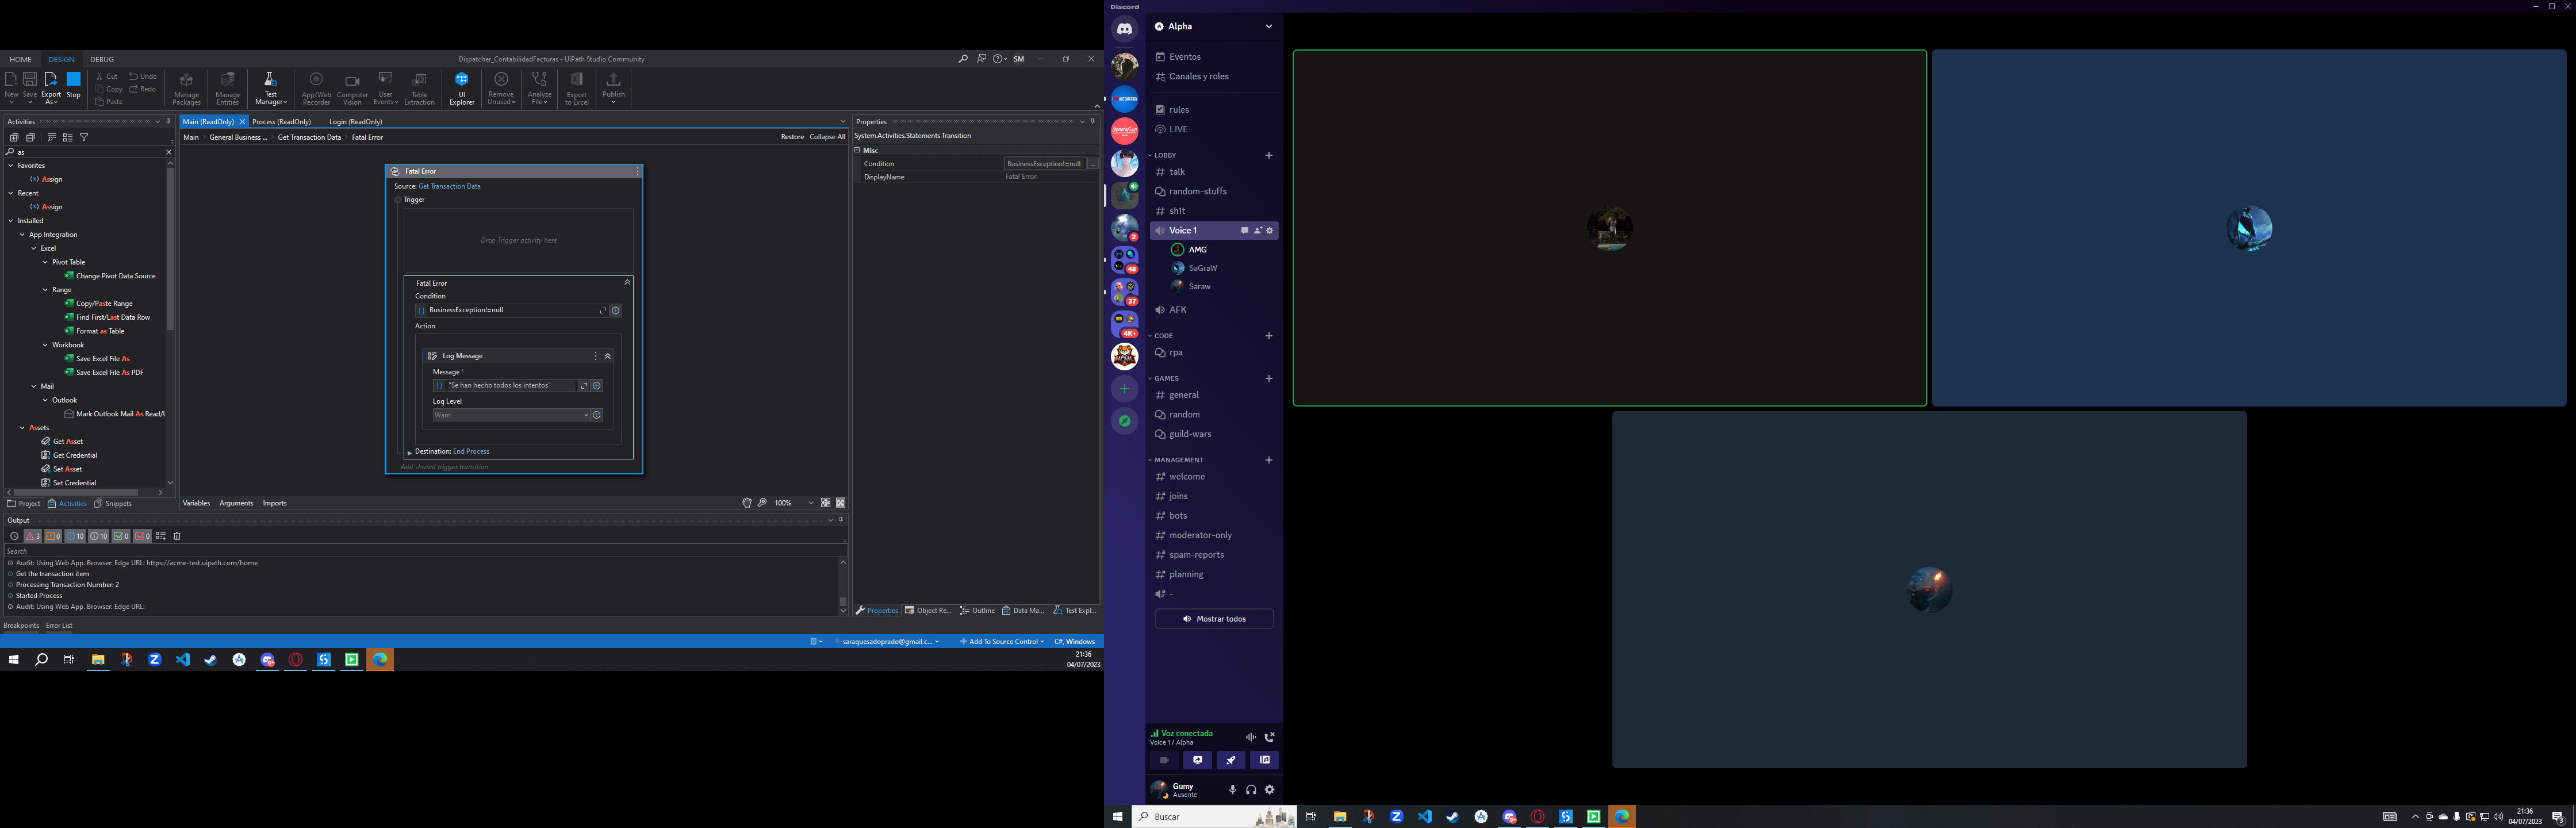 HOME DESIGN DEBUG
Dispatcher_ContabilidadFacturas - UiPath Studio Community
SM
New Save Export As Stop
Cut Copy Paste Undo Redo
Manage Packages
Manage Entities
Test Manager
App/Web Recorder
Computer Vision
User Events
Table Extraction
UI Explorer
Remove Unused
Analyze File
Export to Excel
Publish
Activities
as
Favorites
Assign
Recent
Assign
Installed
App Integration
Excel
Pivot Table
Change Pivot Data Source
Range
Copy/Paste Range
Find First/Last Data Row
Format as Table
Workbook
Save Excel File As
Save Excel File As PDF
Mail
Outlook
Mark Outlook Mail As Read/U
Assets
Get Asset
Get Credential
Set Asset
Set Credential
Project Activities Snippets
Main (ReadOnly) Process (ReadOnly) Login (ReadOnly)
Main > General Business ... > Get Transaction Data > Fatal Error
Restore Collapse All
Fatal Error
Source: Get Transaction Data
Trigger
Drop Trigger activity here
Fatal Error
Condition
BusinessException!=null
Action
Log Message
Message *
"Se han hecho todos los intentos"
Log Level
Warn
Destination: End Process
Add shared trigger transition
Variables Arguments Imports
100%
Properties
System.Activities.Statements.Transition
Misc
Condition BusinessException!=null ...
DisplayName Fatal Error
Properties Object Re... Outline Data Ma... Test Expl...
Output
3 0 10 10 0 0
Search
Audit: Using Web App. Browser: Edge URL: https://acme-test.uipath.com/home
Get the transaction item
Processing Transaction Number: 2
Started Process
Audit: Using Web App. Browser: Edge URL:
Breakpoints Error List
saraquesadoprado@gmail.c... Add To Source Control C#, Windows
21:36
04/07/2023
Discord
Alpha
Eventos
Canales y roles
rules
LIVE
LOBBY
talk
random-stuffs
sh1t
Voice 1
AMG
SaGraW
Saraw
AFK
CODE
rpa
GAMES
general
random
guild-wars
MANAGEMENT
welcome
joins
bots
moderator-only
spam-reports
planning
-
Mostrar todos
2
48
37
4K+
Voz conectada
Voice 1 / Alpha
Gumy
Ausente
Buscar
21:36
04/07/2023